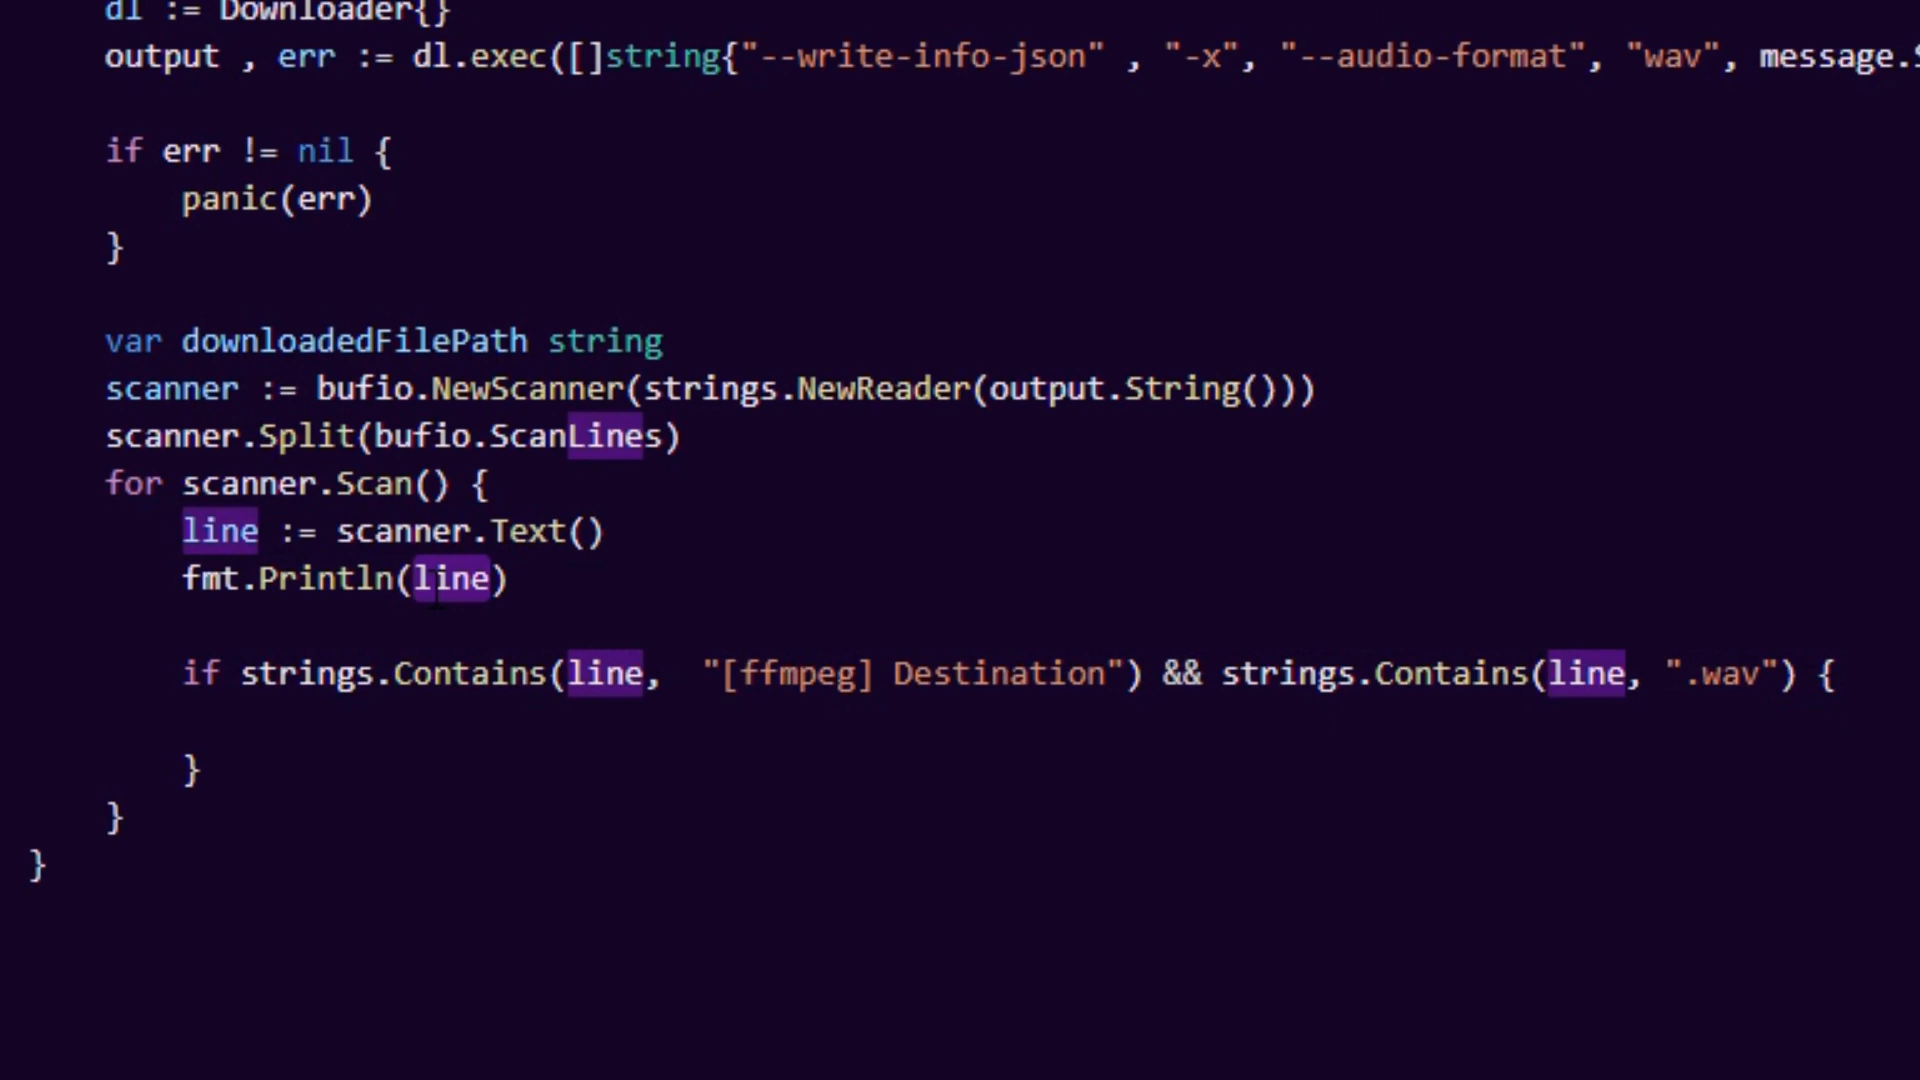 dl := Downloader{}
output , err := dl.exec([]string{"--write-info-json" , "-x", "--audio-format", "wav", message.
if err != nil {
panic(err)
}
var downloadedFilePath string
scanner := bufio.NewScanner(strings.NewReader(output.String()))
scanner.Split(bufio.ScanLines)
for scanner.Scan() {
line := scanner.Text()
fmt.Println(line)
if strings.Contains(line,  "[ffmpeg] Destination") && strings.Contains(line, ".wav") {
}
}
}